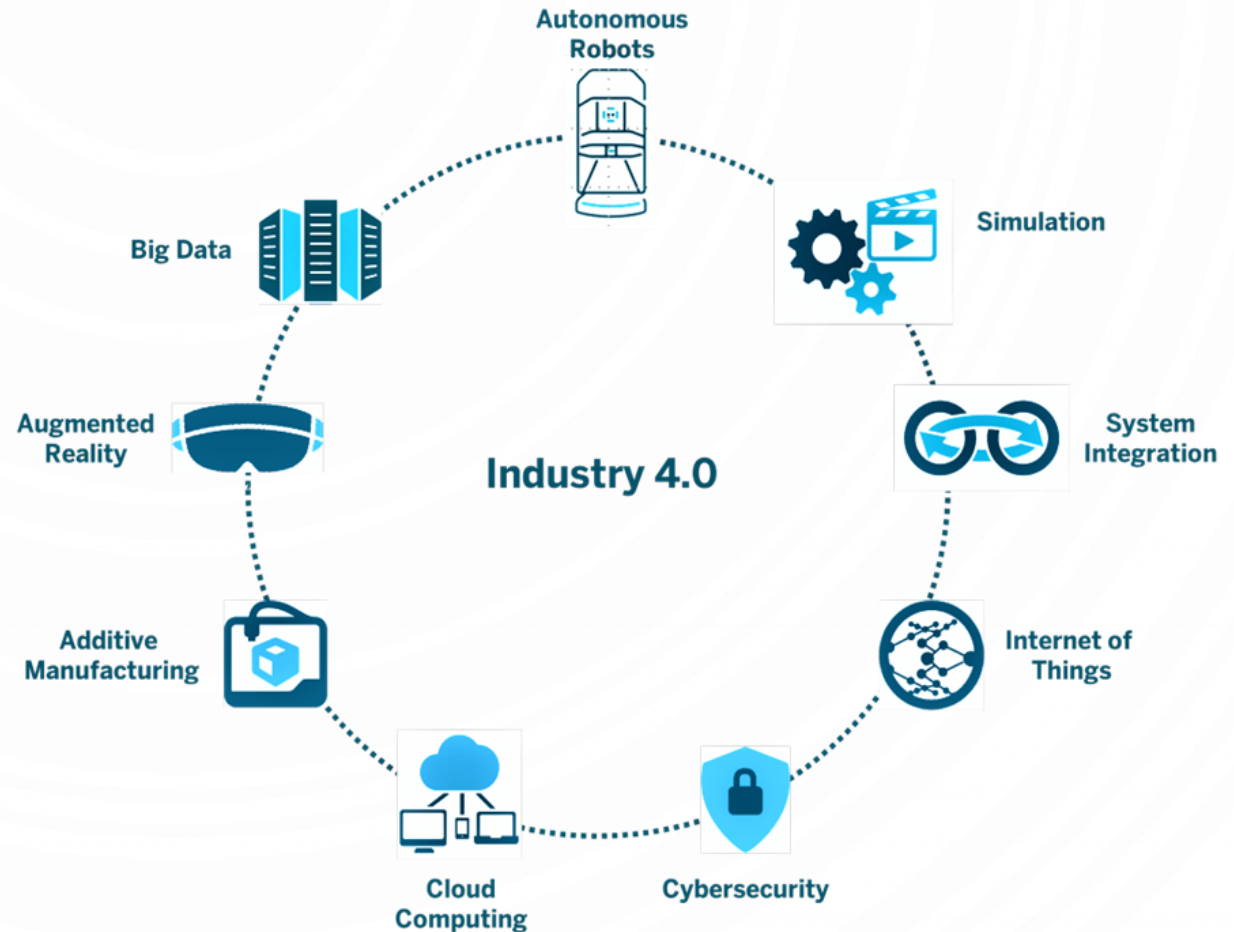 Autonomous
Robots
Simulation
Big Data
System
Integration
Augmented
Reality
Industry 4.0
Internet of
Things
Additive
Manufacturing
Cloud
Computing
Cybersecurity